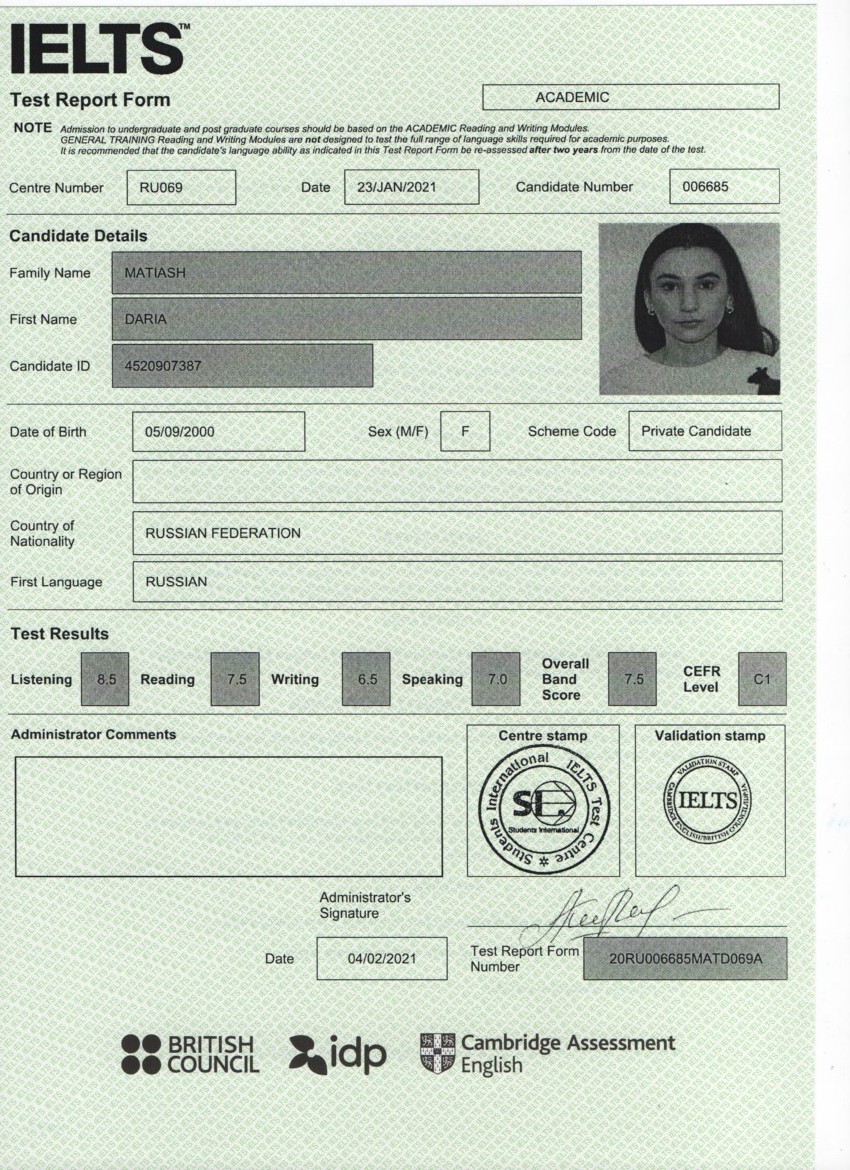 IELTS™
Test Report Form
ACADEMIC
NOTE Admission to undergraduate and post graduate courses should be based on the ACADEMIC Reading and Writing Modules.
GENERAL TRAINING Reading and Writing Modules are not designed to test the full range of language skills required for academic purposes.
It is recommended that the candidate's language ability as indicated in this Test Report Form be re-assessed after two years from the date of the test.
Centre Number RU069 Date 23/JAN/2021 Candidate Number 006685
Candidate Details
Family Name MATIASH
First Name DARIA
Candidate ID 4520907387
Date of Birth 05/09/2000 Sex (M/F) F Scheme Code Private Candidate
Country or Region
of Origin
Country of
Nationality
RUSSIAN FEDERATION
First Language RUSSIAN
Test Results
Listening 8.5 Reading 7.5 Writing 6.5 Speaking 7.0 Overall Band Score 7.5 CEFR Level C1
Administrator Comments
Centre stamp
Students International IELTS Test Centre
SI
Students International
Validation stamp
VALIDATION STAMP
IELTS
Administrator's
Signature
Date 04/02/2021
Test Report Form
Number
20RU006685MATD069A
BRITISH
COUNCIL
idp
Cambridge Assessment
English